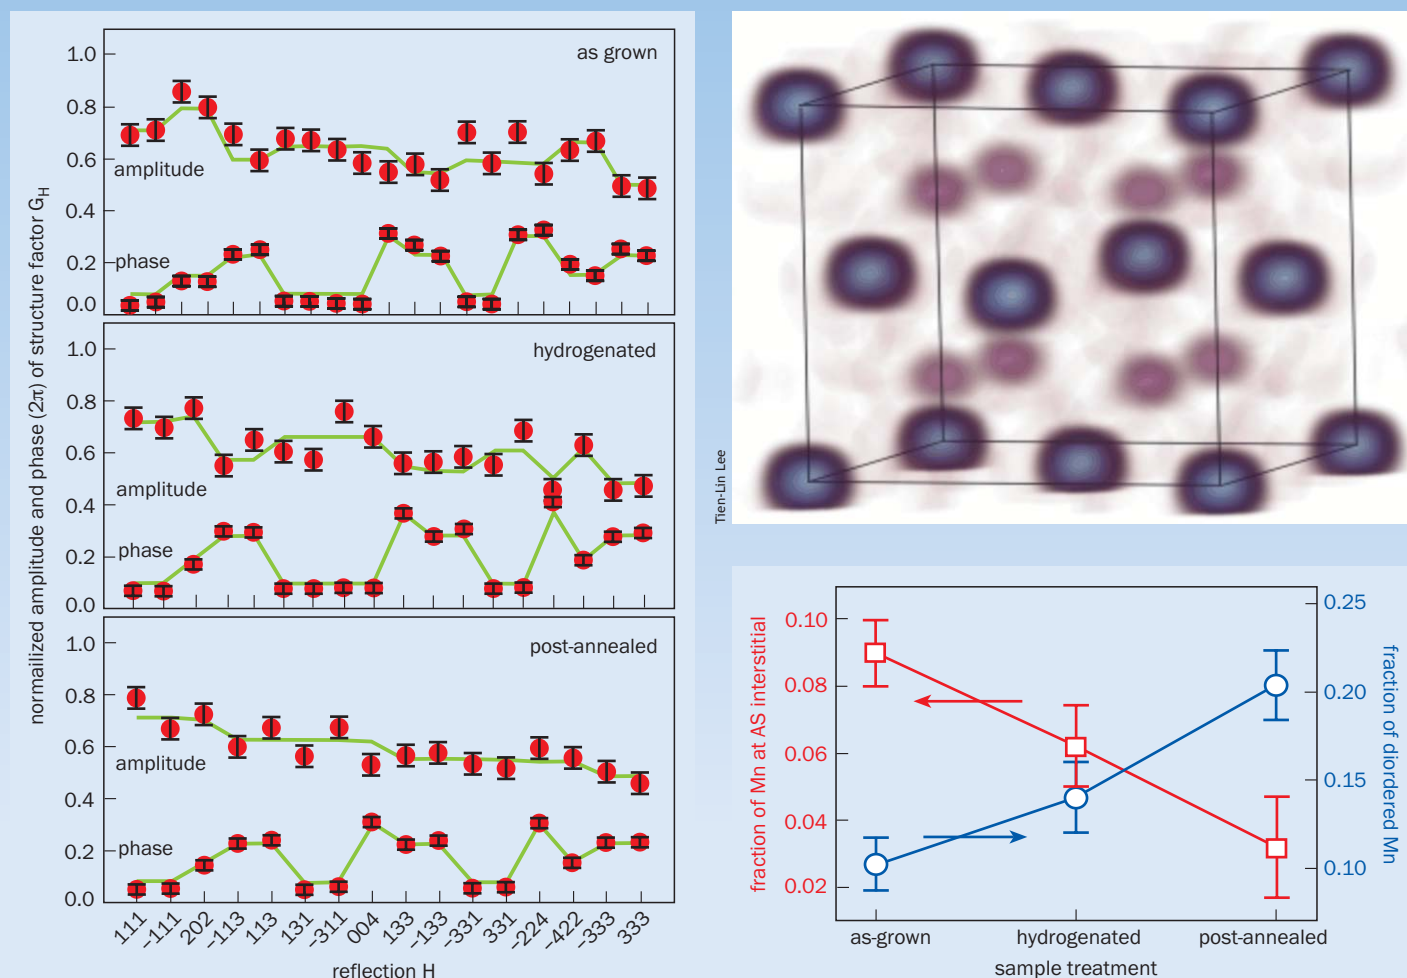 normailized amplitude and phase (2π) of structure factor G_H
1.0
0.8
0.6
0.4
0.2
0.0
as grown
amplitude
phase
1.0
0.8
0.6
0.4
0.2
0.0
hydrogenated
amplitude
phase
1.0
0.8
0.6
0.4
0.2
0.0
post-annealed
amplitude
phase
111
-111
202
-113
113
131
-311
004
133
-133
-331
331
-224
-422
-333
333
reflection H
Tien-Lin Lee
fraction of Mn at AS interstitial
0.10
0.08
0.06
0.04
0.02
0.25
0.20
0.15
0.10
fraction of diordered Mn
as-grown
hydrogenated
post-annealed
sample treatment